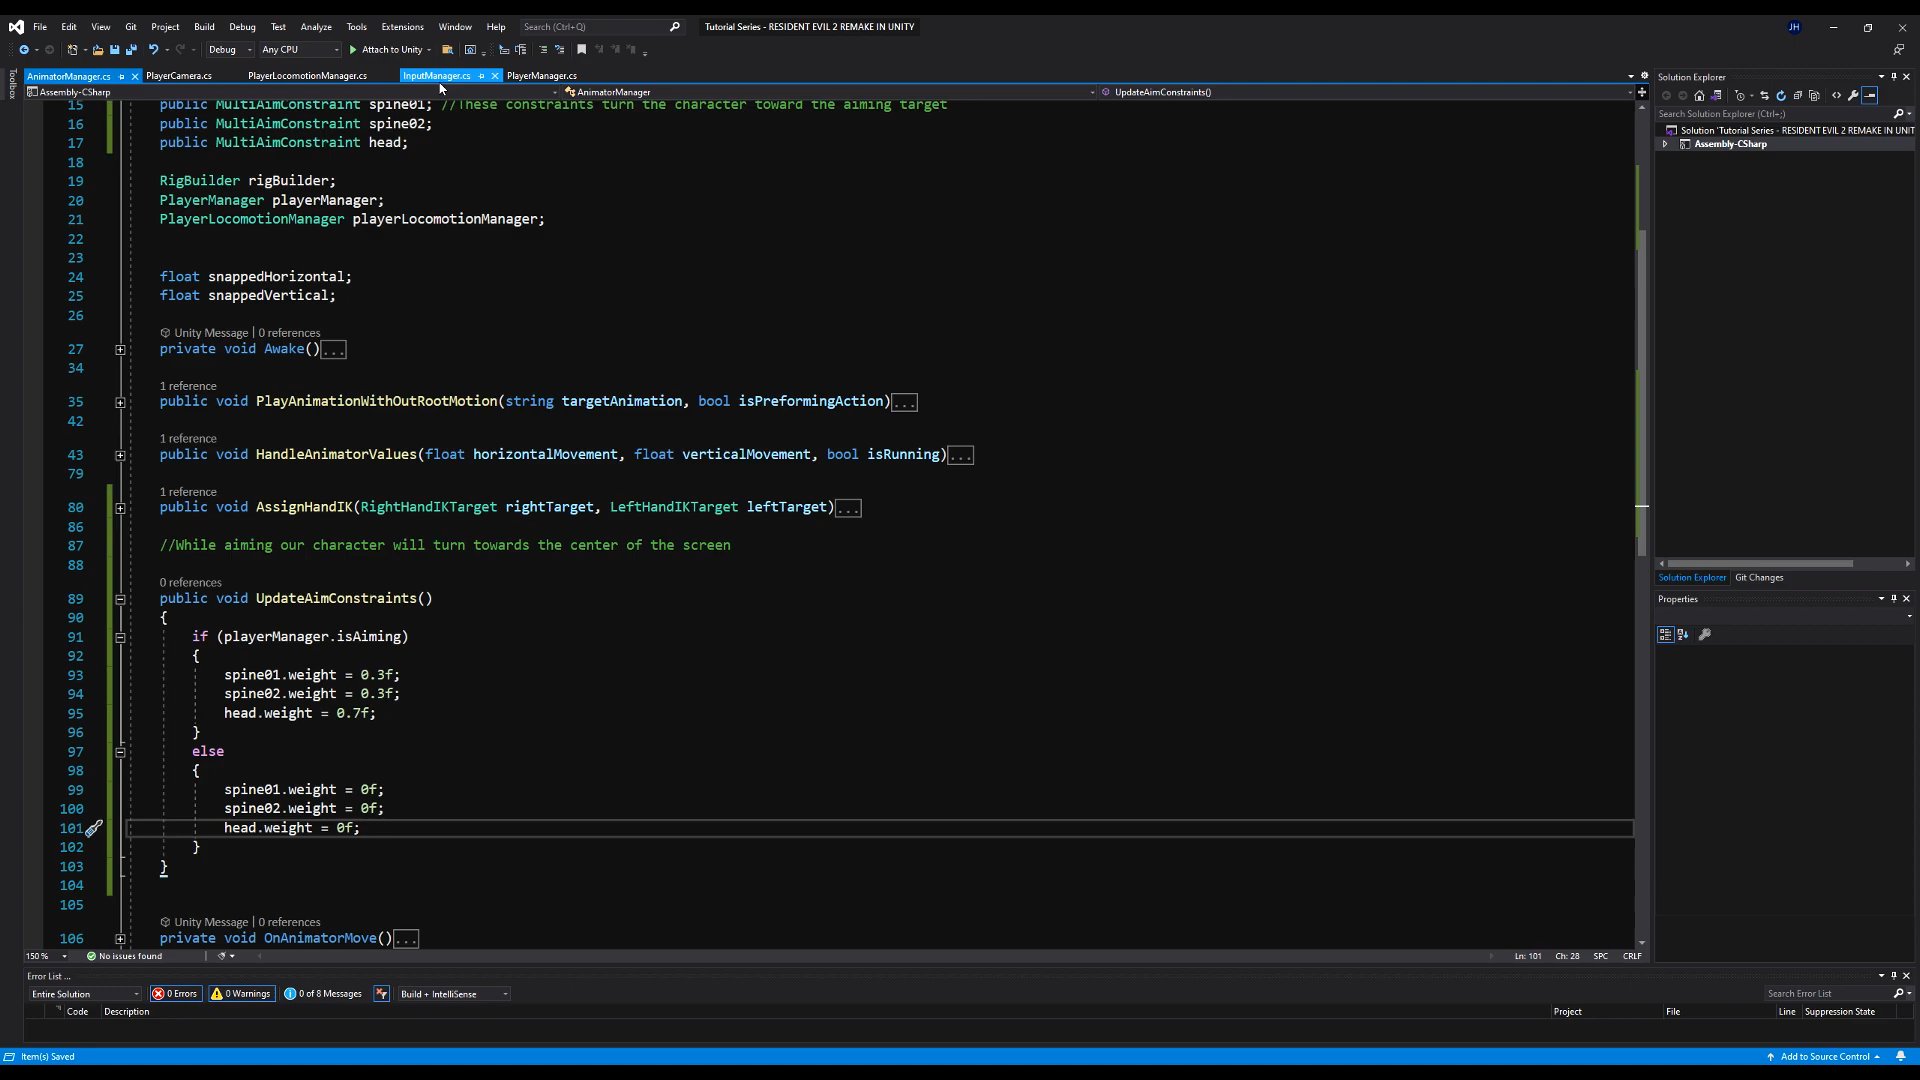 File Edit View Git Project Build Debug Test Analyze Tools Extensions Window Help Search (Ctrl+Q) Tutorial Series - RESIDENT EVIL 2 REMAKE IN UNITY JH
Debug Any CPU Attach to Unity
AnimatorManager.cs PlayerCamera.cs PlayerLocomotionManager.cs InputManager.cs PlayerManager.cs
Assembly-CSharp AnimatorManager UpdateAimConstraints()
Toolbox
15 public MultiAimConstraint spine01; //These constraints turn the character toward the aiming target
16 public MultiAimConstraint spine02;
17 public MultiAimConstraint head;
18
19 RigBuilder rigBuilder;
20 PlayerManager playerManager;
21 PlayerLocomotionManager playerLocomotionManager;
22
23
24 float snappedHorizontal;
25 float snappedVertical;
26
Unity Message | 0 references
27 private void Awake()...
34
1 reference
35 public void PlayAnimationWithOutRootMotion(string targetAnimation, bool isPreformingAction)...
42
1 reference
43 public void HandleAnimatorValues(float horizontalMovement, float verticalMovement, bool isRunning)...
79
1 reference
80 public void AssignHandIK(RightHandIKTarget rightTarget, LeftHandIKTarget leftTarget)...
86
87 //While aiming our character will turn towards the center of the screen
88
0 references
89 public void UpdateAimConstraints()
90 {
91 if (playerManager.isAiming)
92 {
93 spine01.weight = 0.3f;
94 spine02.weight = 0.3f;
95 head.weight = 0.7f;
96 }
97 else
98 {
99 spine01.weight = 0f;
100 spine02.weight = 0f;
101 head.weight = 0f;
102 }
103 }
104
105
Unity Message | 0 references
106 private void OnAnimatorMove()...
150 % No issues found Ln: 101 Ch: 28 SPC CRLF
Error List ...
Entire Solution 0 Errors 0 Warnings 0 of 8 Messages Build + IntelliSense Search Error List
Code Description Project File Line Suppression State
Item(s) Saved Add to Source Control
Solution Explorer
Search Solution Explorer (Ctrl+;)
Solution 'Tutorial Series - RESIDENT EVIL 2 REMAKE IN UNIT
Assembly-CSharp
Solution Explorer Git Changes
Properties